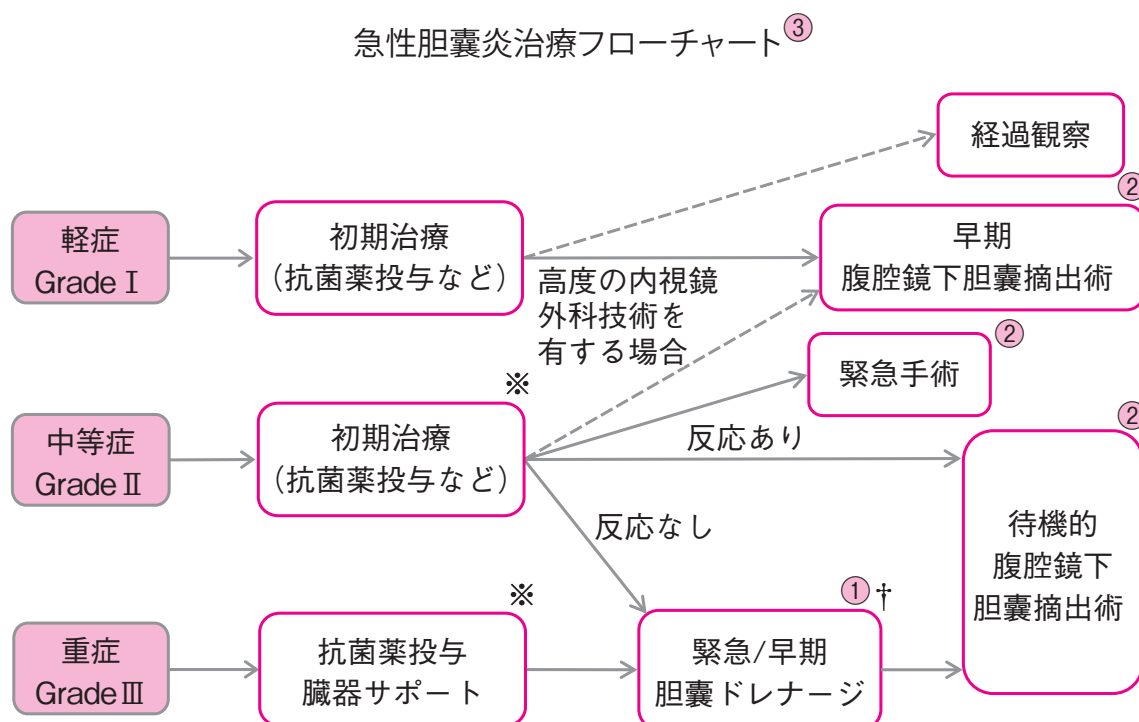 急性胆嚢炎治療フローチャート③
経過観察
軽症
GradeⅠ
初期治療
(抗菌薬投与など)
高度の内視鏡
外科技術を
有する場合
②
早期
腹腔鏡下胆嚢摘出術
②
緊急手術
中等症
GradeⅡ
※
初期治療
(抗菌薬投与など)
反応あり
反応なし
②
待機的
腹腔鏡下
胆嚢摘出術
重症
GradeⅢ
※
抗菌薬投与
臓器サポート
①†
緊急/早期
胆嚢ドレナージ